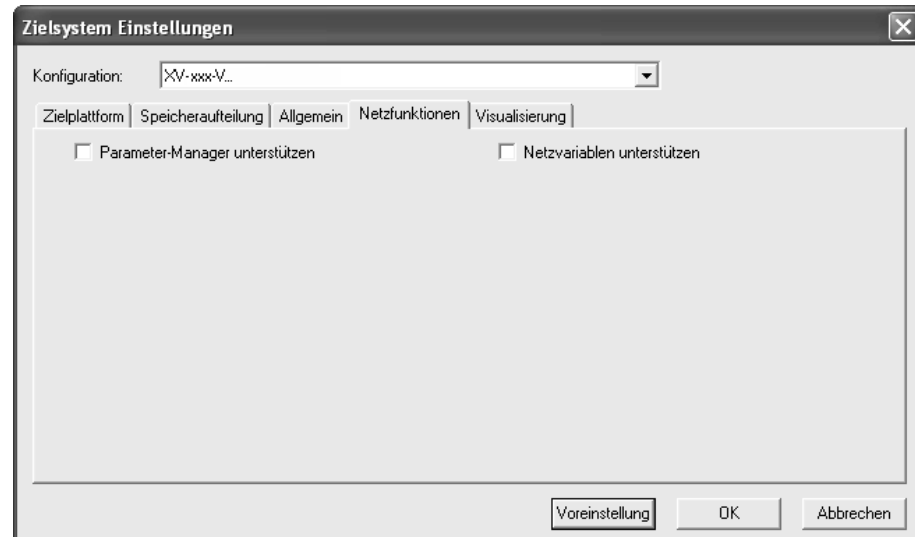 Zielsystem Einstellungen
Konfiguration: XV-xxx-V...
Zielplattform Speicheraufteilung Allgemein Netzfunktionen Visualisierung
Parameter-Manager unterstützen Netzvariablen unterstützen
Voreinstellung OK Abbrechen